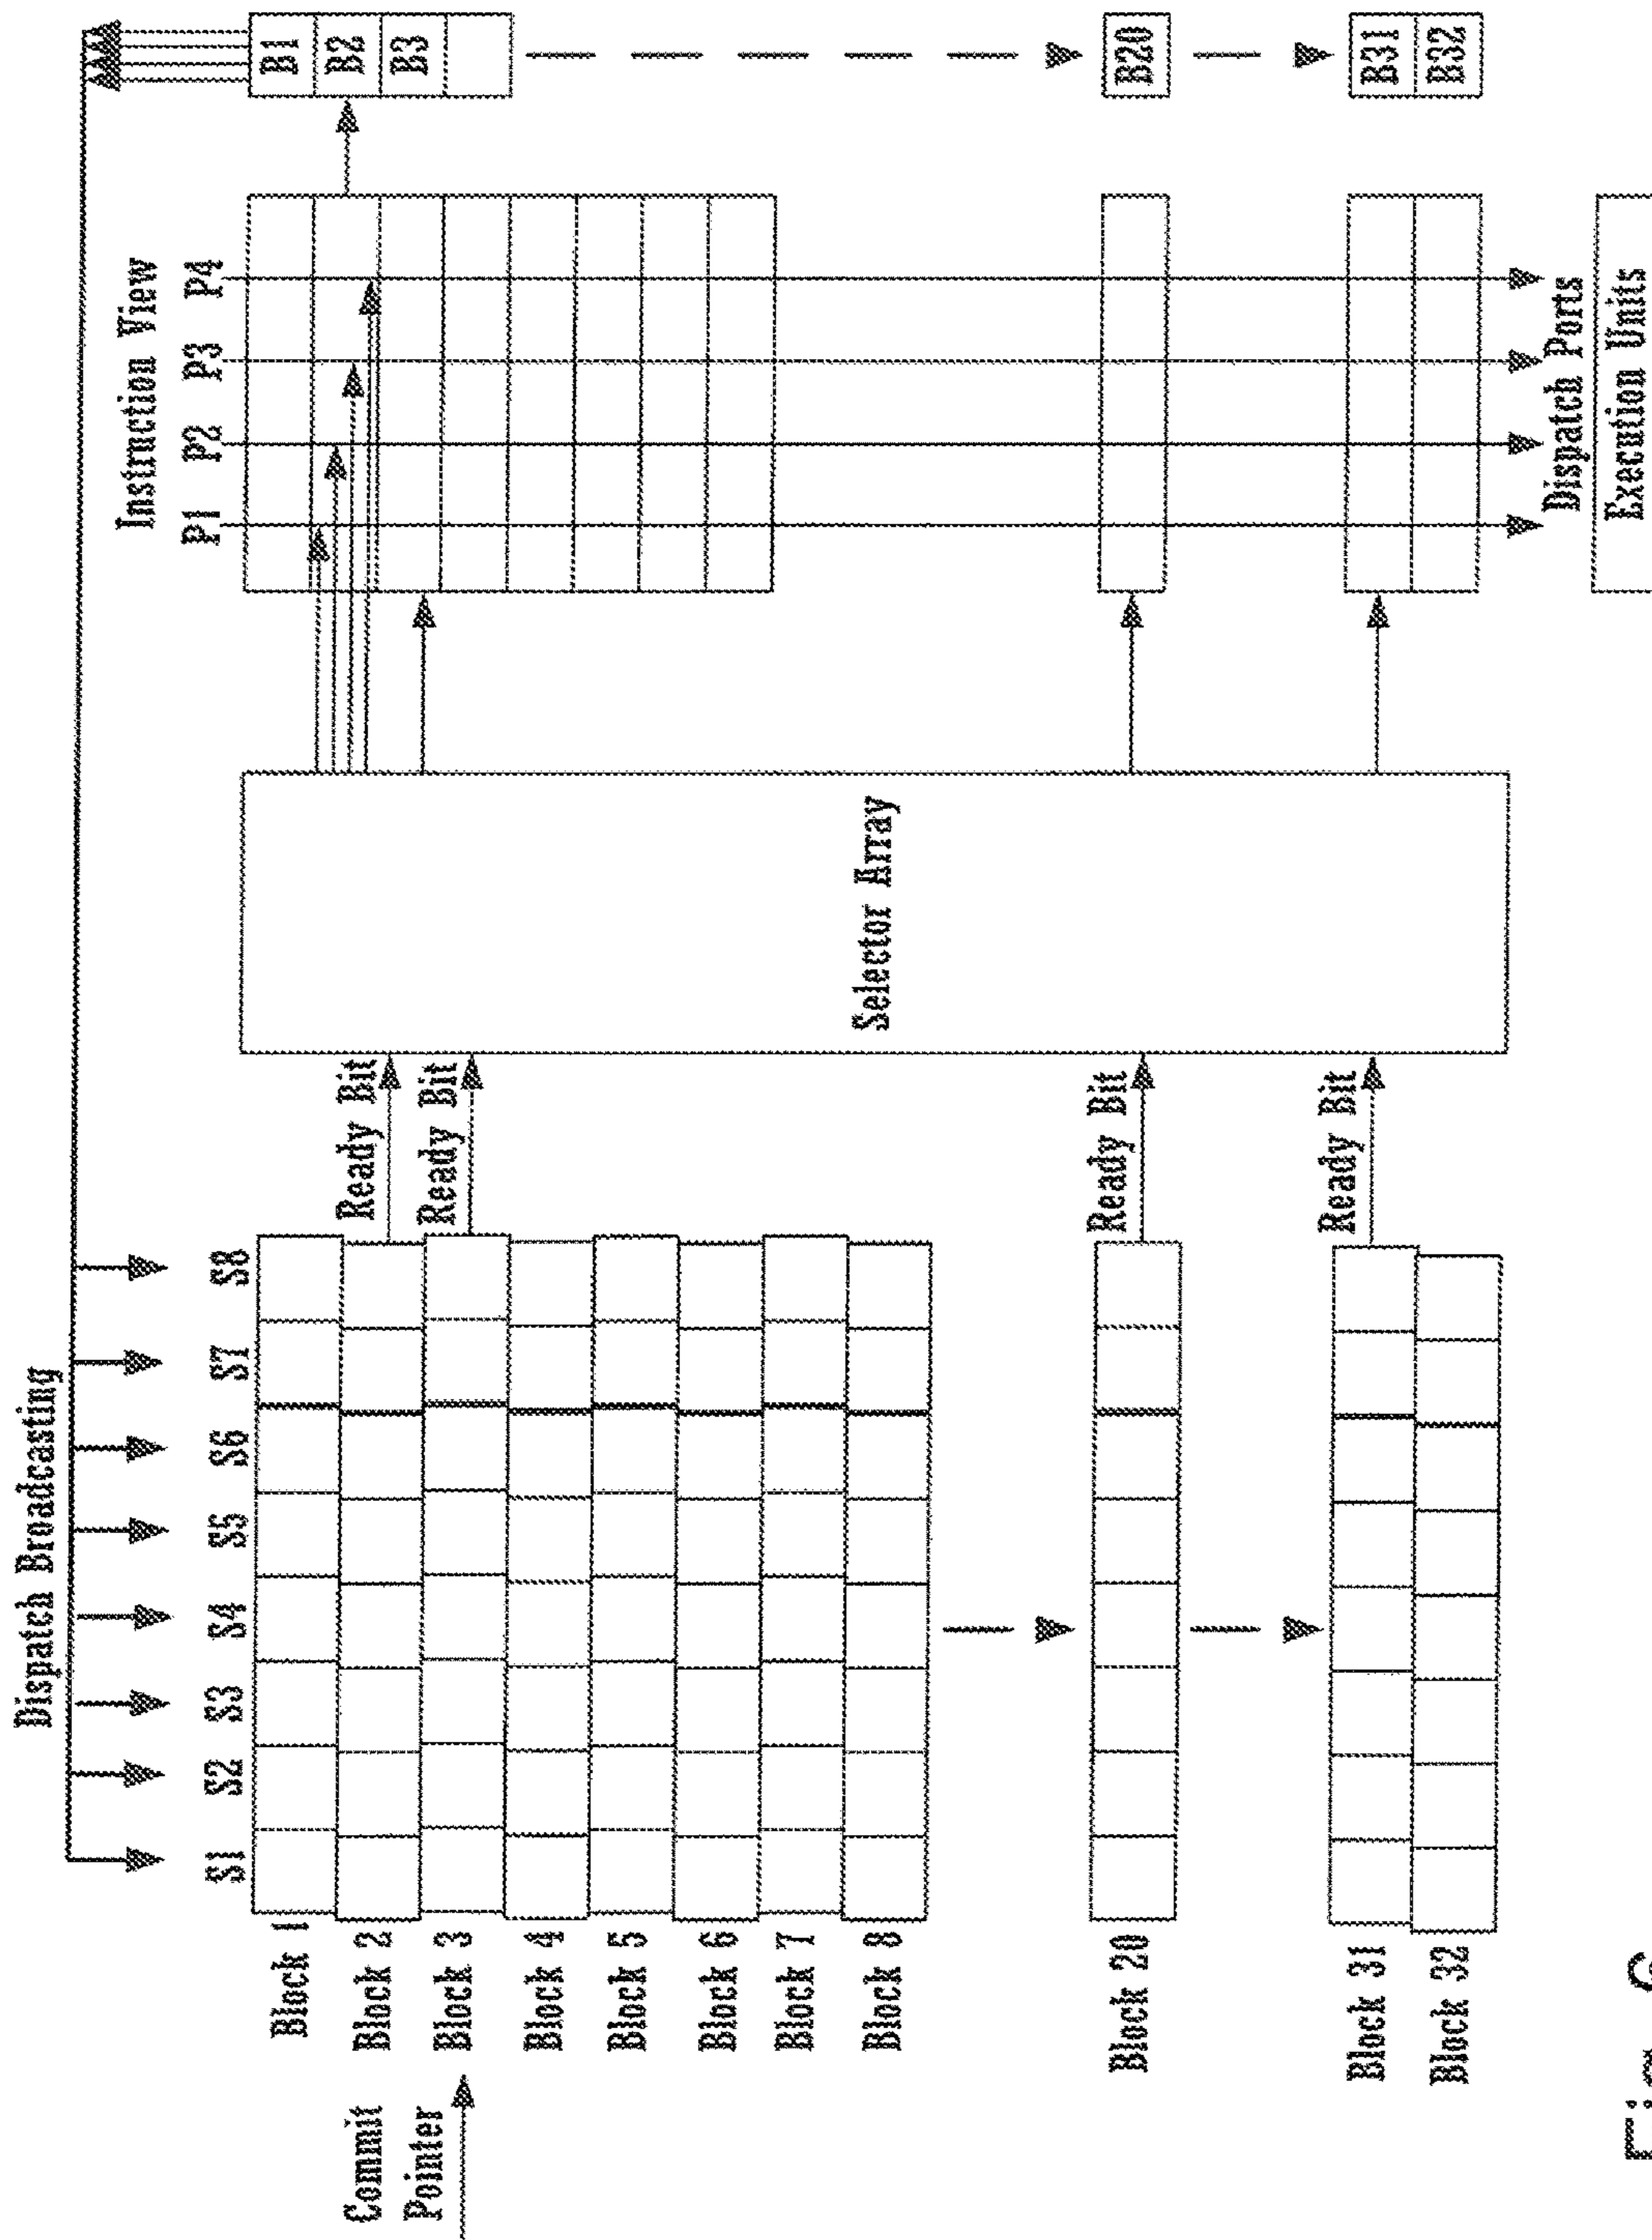 Dispatch Broadcasting
S1 S2 S3 S4 S5 S6 S7 S8
Instruction View
P1 P2 P3 P4
Commit
Pointer
Block 1
Block 2
Block 3
Block 4
Block 5
Block 6
Block 7
Block 8
Block 20
Block 31
Block 32
Ready Bit
Ready Bit
Ready Bit
Ready Bit
Selector Array
B1
B2
B3
B20
B31
B32
Dispatch Ports
Execution Units
Fig. 6